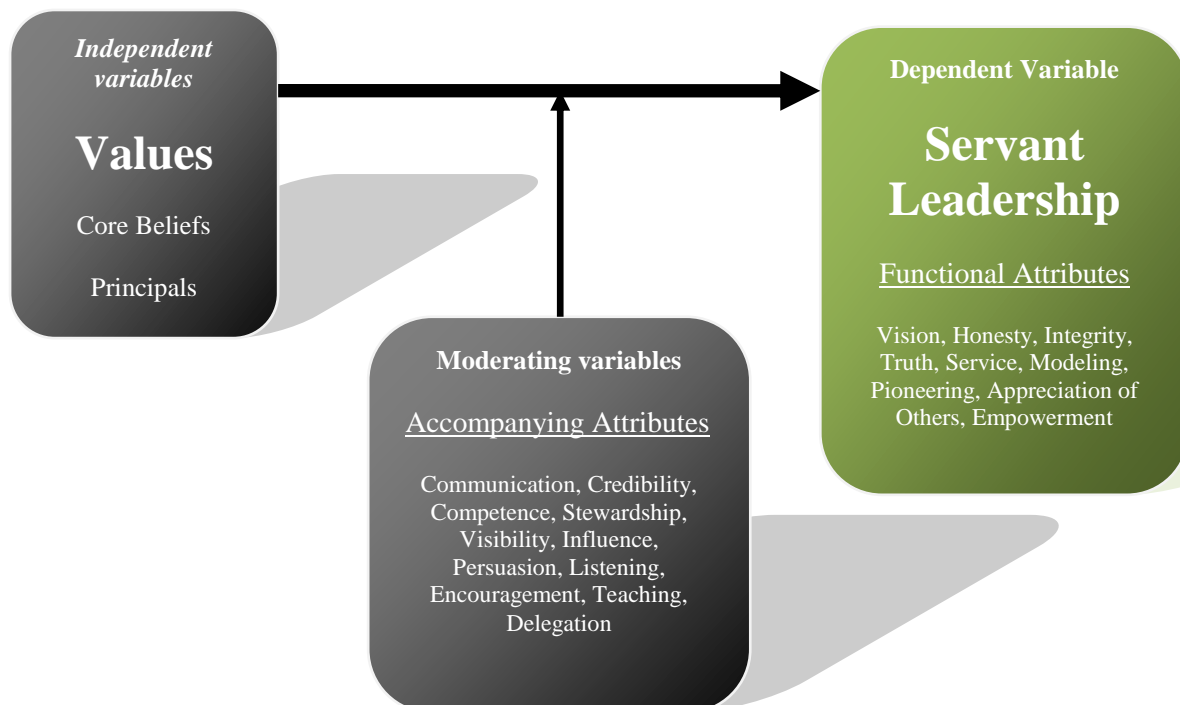 Independent
variables
Values
Core Beliefs
Principals
Dependent Variable
Servant
Leadership
Functional Attributes
Vision, Honesty, Integrity,
Truth, Service, Modeling,
Pioneering, Appreciation of
Others, Empowerment
Moderating variables
Accompanying Attributes
Communication, Credibility,
Competence, Stewardship,
Visibility, Influence,
Persuasion, Listening,
Encouragement, Teaching,
Delegation